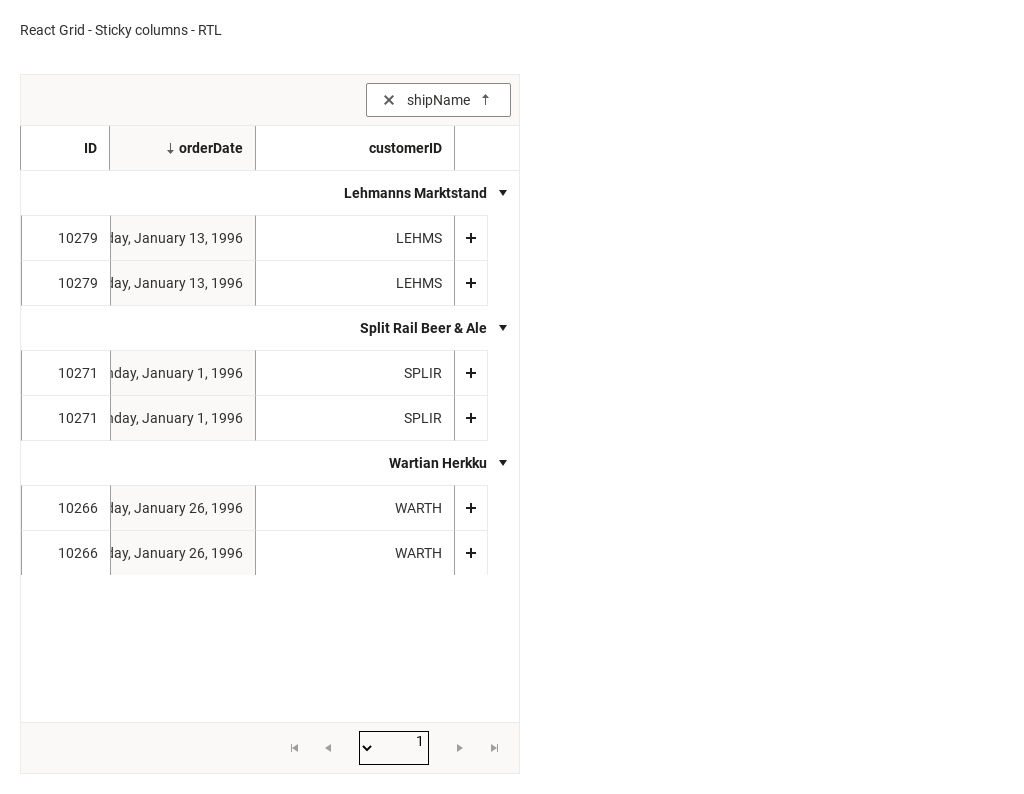 React Grid - Sticky columns - RTL
shipName
ID orderDate customerID
Lehmanns Marktstand
10279 day, January 13, 1996 LEHMS
10279 day, January 13, 1996 LEHMS
Split Rail Beer & Ale
10271 day, January 1, 1996 SPLIR
10271 day, January 1, 1996 SPLIR
Wartian Herkku
10266 day, January 26, 1996 WARTH
10266 day, January 26, 1996 WARTH
1